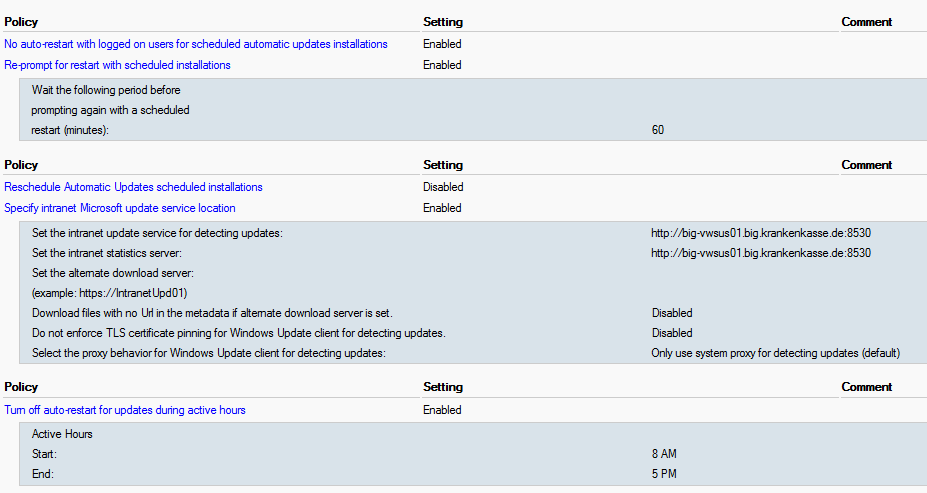 Policy Setting Comment
No auto-restart with logged on users for scheduled automatic updates installations Enabled
Re-prompt for restart with scheduled installations Enabled
Wait the following period before
prompting again with a scheduled
restart (minutes): 60
Policy Setting Comment
Reschedule Automatic Updates scheduled installations Disabled
Specify intranet Microsoft update service location Enabled
Set the intranet update service for detecting updates: http://big-vwsus01.big.krankenkasse.de:8530
Set the intranet statistics server: http://big-vwsus01.big.krankenkasse.de:8530
Set the alternate download server:
(example: https://IntranetUpd01)
Download files with no Url in the metadata if alternate download server is set. Disabled
Do not enforce TLS certificate pinning for Windows Update client for detecting updates. Disabled
Select the proxy behavior for Windows Update client for detecting updates: Only use system proxy for detecting updates (default)
Policy Setting Comment
Turn off auto-restart for updates during active hours Enabled
Active Hours
Start: 8 AM
End: 5 PM